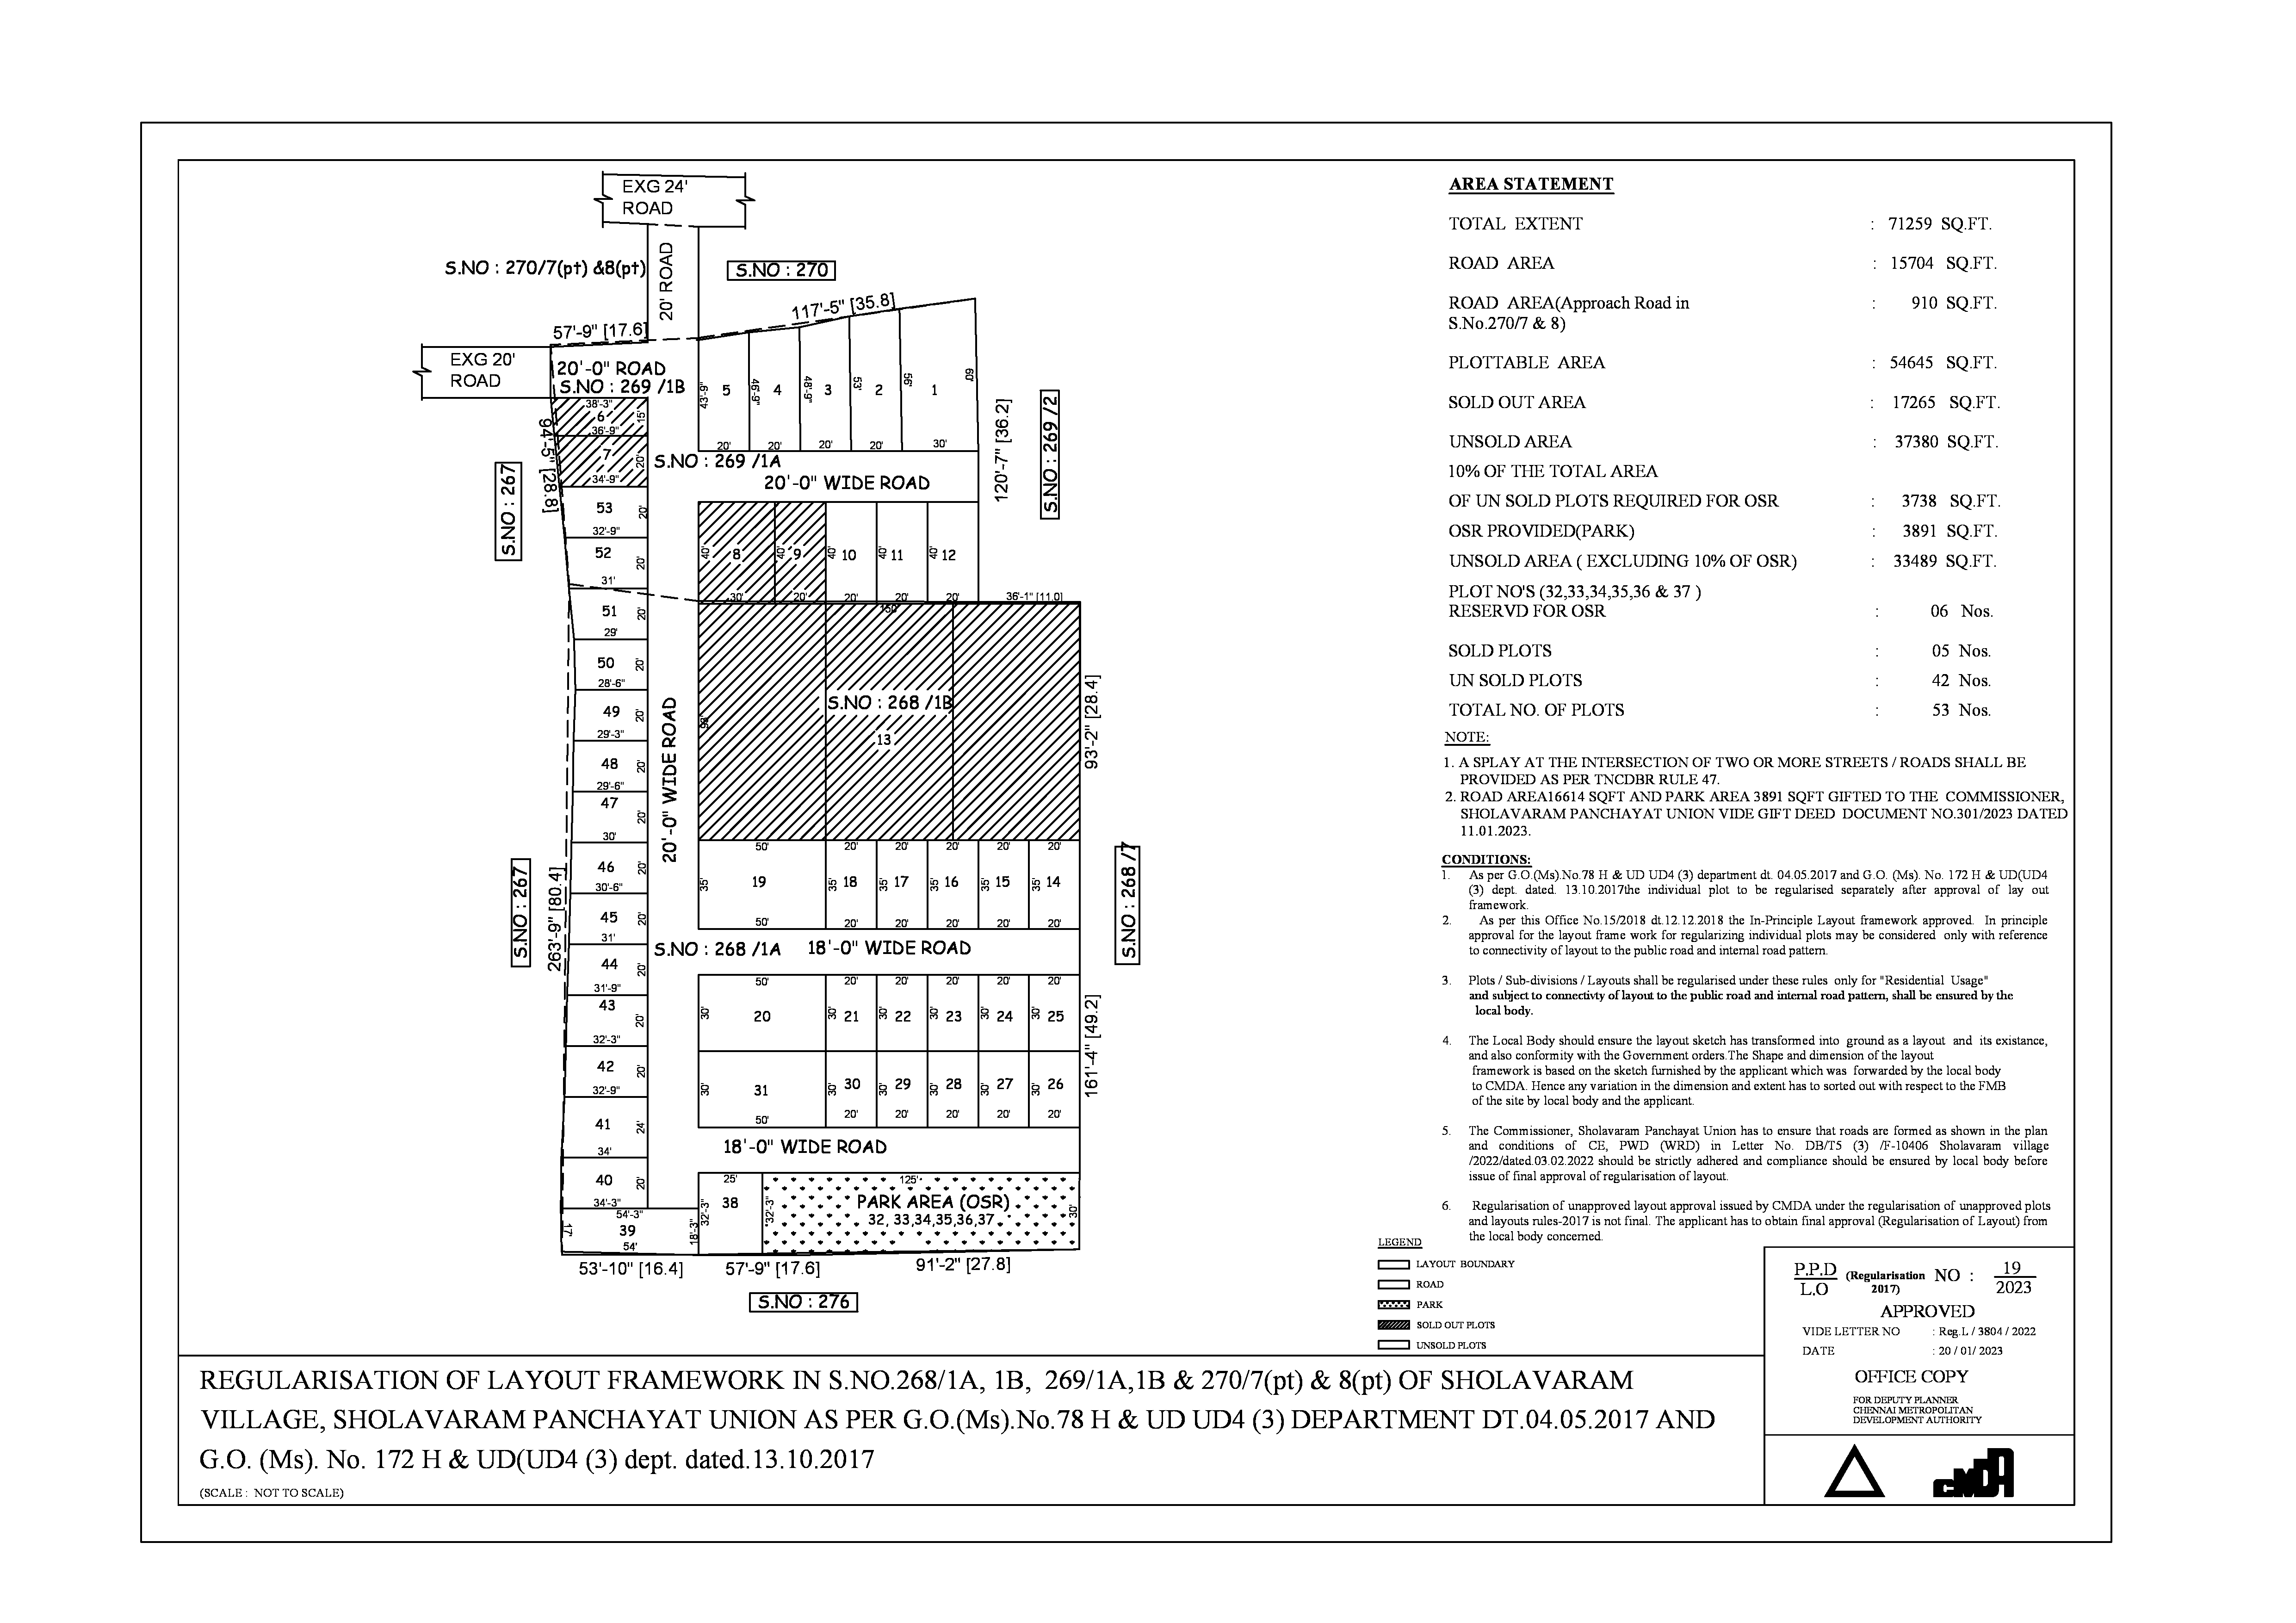 EXG 24'
ROAD
20' ROAD
S.NO : 270/7(pt) &8(pt)
S.NO : 270
57'-9" [17.6]
117'-5" [35.8]
EXG 20'
ROAD
20'-0" ROAD
S.NO : 269 /1B
43'-9" 5 46'-9" 4 48'-9" 3 53' 2 56' 1 60'
20' 20' 20' 20' 30'
38'-3"
6 15'
36'-9"
7 20'
34'-9"
94'-5" [28.8]
S.NO : 267
S.NO : 269 /1A
20'-0" WIDE ROAD
120'-7" [36.2]
S.NO : 269 /2
53 20'
32'-9"
52 20'
31'
40' 8 40' 9 40' 10 40' 11 40' 12
30' 20' 20' 20' 20' 36'-1" [11.0]
150'
51 20'
29'
50 20'
28'-6"
49 20'
29'-3"
48 20'
29'-6"
47 20'
30'
46 20'
30'-6"
45 20'
31'
44 20'
31'-9"
43 20'
32'-3"
42 20'
32'-9"
41 24'
34'
40 20'
34'-3"
54'-3"
17' 39 18'-3"
54'
S.NO : 267
263'-9" [80.4]
20'-0" WIDE ROAD
S.NO : 268 /1B
13
93'-2" [28.4]
50' 20' 20' 20' 20' 20'
35' 19 35' 18 35' 17 35' 16 35' 15 35' 14
50' 20' 20' 20' 20' 20'
S.NO : 268 /7
S.NO : 268 /1A 18'-0" WIDE ROAD
50' 20' 20' 20' 20' 20'
30' 20 30' 21 30' 22 30' 23 30' 24 30' 25
30' 31 30' 30 30' 29 30' 28 30' 27 30' 26
50' 20' 20' 20' 20' 20'
161'-4" [49.2]
18'-0" WIDE ROAD
25' 125'
32'-3" 38 32'-3" PARK AREA (OSR) 30'
32, 33,34,35,36,37
53'-10" [16.4] 57'-9" [17.6] 91'-2" [27.8]
S.NO : 276
AREA STATEMENT
TOTAL EXTENT : 71259 SQ.FT.
ROAD AREA : 15704 SQ.FT.
ROAD AREA(Approach Road in : 910 SQ.FT.
S.No.270/7 & 8)
PLOTTABLE AREA : 54645 SQ.FT.
SOLD OUT AREA : 17265 SQ.FT.
UNSOLD AREA : 37380 SQ.FT.
10% OF THE TOTAL AREA
OF UN SOLD PLOTS REQUIRED FOR OSR : 3738 SQ.FT.
OSR PROVIDED(PARK) : 3891 SQ.FT.
UNSOLD AREA ( EXCLUDING 10% OF OSR) : 33489 SQ.FT.
PLOT NO'S (32,33,34,35,36 & 37 )
RESERVD FOR OSR : 06 Nos.
SOLD PLOTS : 05 Nos.
UN SOLD PLOTS : 42 Nos.
TOTAL NO. OF PLOTS : 53 Nos.
NOTE:
1. A SPLAY AT THE INTERSECTION OF TWO OR MORE STREETS / ROADS SHALL BE
PROVIDED AS PER TNCDBR RULE 47.
2. ROAD AREA16614 SQFT AND PARK AREA 3891 SQFT GIFTED TO THE COMMISSIONER,
SHOLAVARAM PANCHAYAT UNION VIDE GIFT DEED DOCUMENT NO.301/2023 DATED
11.01.2023.
CONDITIONS:
1. As per G.O.(Ms).No.78 H & UD UD4 (3) department dt. 04.05.2017 and G.O. (Ms). No. 172 H & UD(UD4
(3) dept. dated. 13.10.2017the individual plot to be regularised separately after approval of lay out
framework.
2. As per this Office No.15/2018 dt.12.12.2018 the In-Principle Layout framework approved. In principle
approval for the layout frame work for regularizing individual plots may be considered only with reference
to connectivity of layout to the public road and internal road pattern.
3. Plots / Sub-divisions / Layouts shall be regularised under these rules only for "Residential Usage"
and subject to connectivty of layout to the public road and internal road pattern, shall be ensured by the
local body.
4. The Local Body should ensure the layout sketch has transformed into ground as a layout and its existance,
and also conformity with the Government orders.The Shape and dimension of the layout
framework is based on the sketch furnished by the applicant which was forwarded by the local body
to CMDA. Hence any variation in the dimension and extent has to sorted out with respect to the FMB
of the site by local body and the applicant.
5. The Commissioner, Sholavaram Panchayat Union has to ensure that roads are formed as shown in the plan
and conditions of CE, PWD (WRD) in Letter No. DB/T5 (3) /F-10406 Sholavaram village
/2022/dated.03.02.2022 should be strictly adhered and compliance should be ensured by local body before
issue of final approval of regularisation of layout.
6. Regularisation of unapproved layout approval issued by CMDA under the regularisation of unapproved plots
and layouts rules-2017 is not final. The applicant has to obtain final approval (Regularisation of Layout) from
the local body concerned.
LEGEND
LAYOUT BOUNDARY
ROAD
PARK
SOLD OUT PLOTS
UNSOLD PLOTS
P.P.D
L.O
(Regularisation
2017)
NO :
19
2023
APPROVED
VIDE LETTER NO : Reg.L / 3804 / 2022
DATE : 20 / 01/ 2023
OFFICE COPY
FOR DEPUTY PLANNER
CHENNAI METROPOLITAN
DEVELOPMENT AUTHORITY
CMDA
REGULARISATION OF LAYOUT FRAMEWORK IN S.NO.268/1A, 1B, 269/1A,1B & 270/7(pt) & 8(pt) OF SHOLAVARAM
VILLAGE, SHOLAVARAM PANCHAYAT UNION AS PER G.O.(Ms).No.78 H & UD UD4 (3) DEPARTMENT DT.04.05.2017 AND
G.O. (Ms). No. 172 H & UD(UD4 (3) dept. dated.13.10.2017
(SCALE : NOT TO SCALE)